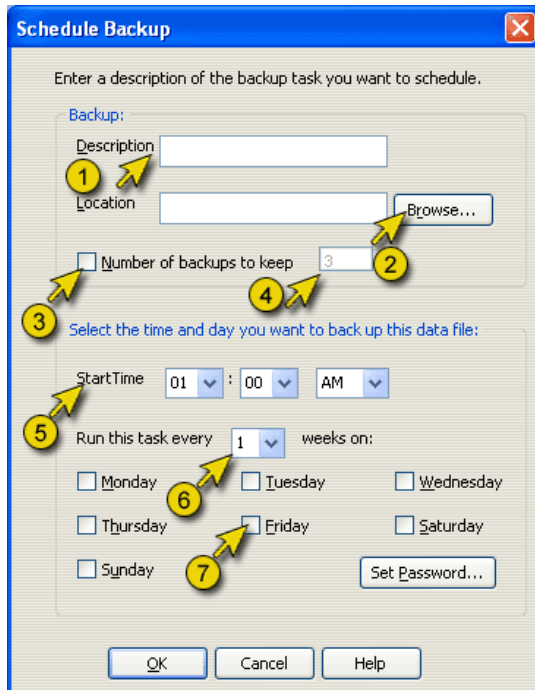 Schedule Backup
Enter a description of the backup task you want to schedule.
Backup:
Description
1
Location
Browse...
2
Number of backups to keep 3
3
4
Select the time and day you want to back up this data file:
StartTime 01 : 00 AM
5
Run this task every 1 weeks on:
6
Monday Tuesday Wednesday
Thursday Friday Saturday
7
Sunday Set Password...
OK Cancel Help